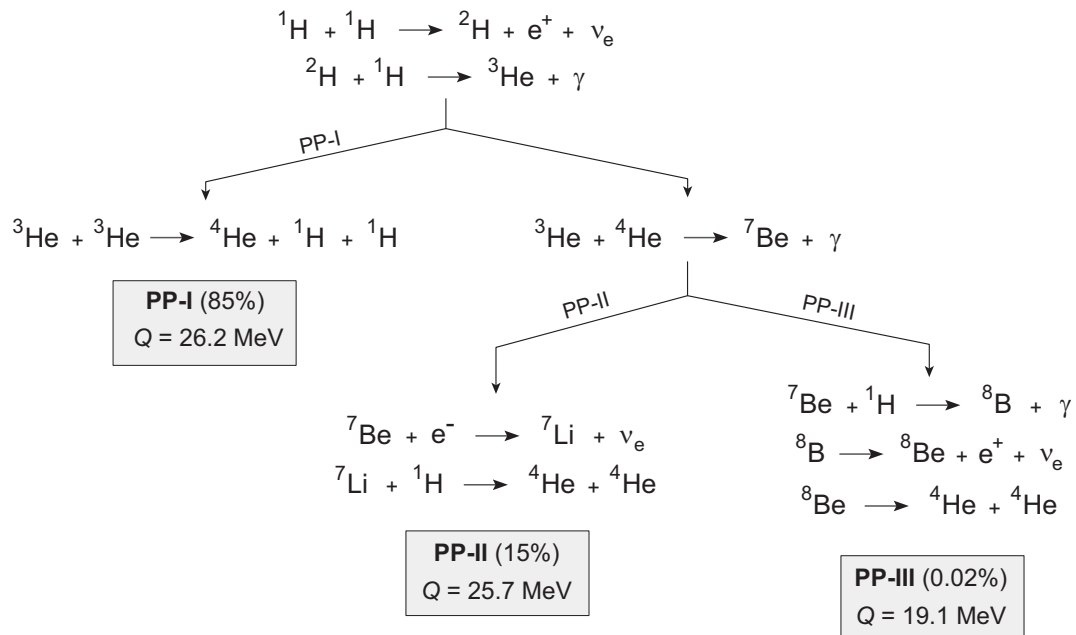 ¹H + ¹H ⟶ ²H + e⁺ + νₑ
²H + ¹H ⟶ ³He + γ
PP-I
³He + ³He ⟶ ⁴He + ¹H + ¹H
³He + ⁴He ⟶ ⁷Be + γ
PP-I (85%)
Q = 26.2 MeV
PP-II
PP-III
⁷Be + e⁻ ⟶ ⁷Li + νₑ
⁷Li + ¹H ⟶ ⁴He + ⁴He
PP-II (15%)
Q = 25.7 MeV
⁷Be + ¹H ⟶ ⁸B + γ
⁸B ⟶ ⁸Be + e⁺ + νₑ
⁸Be ⟶ ⁴He + ⁴He
PP-III (0.02%)
Q = 19.1 MeV